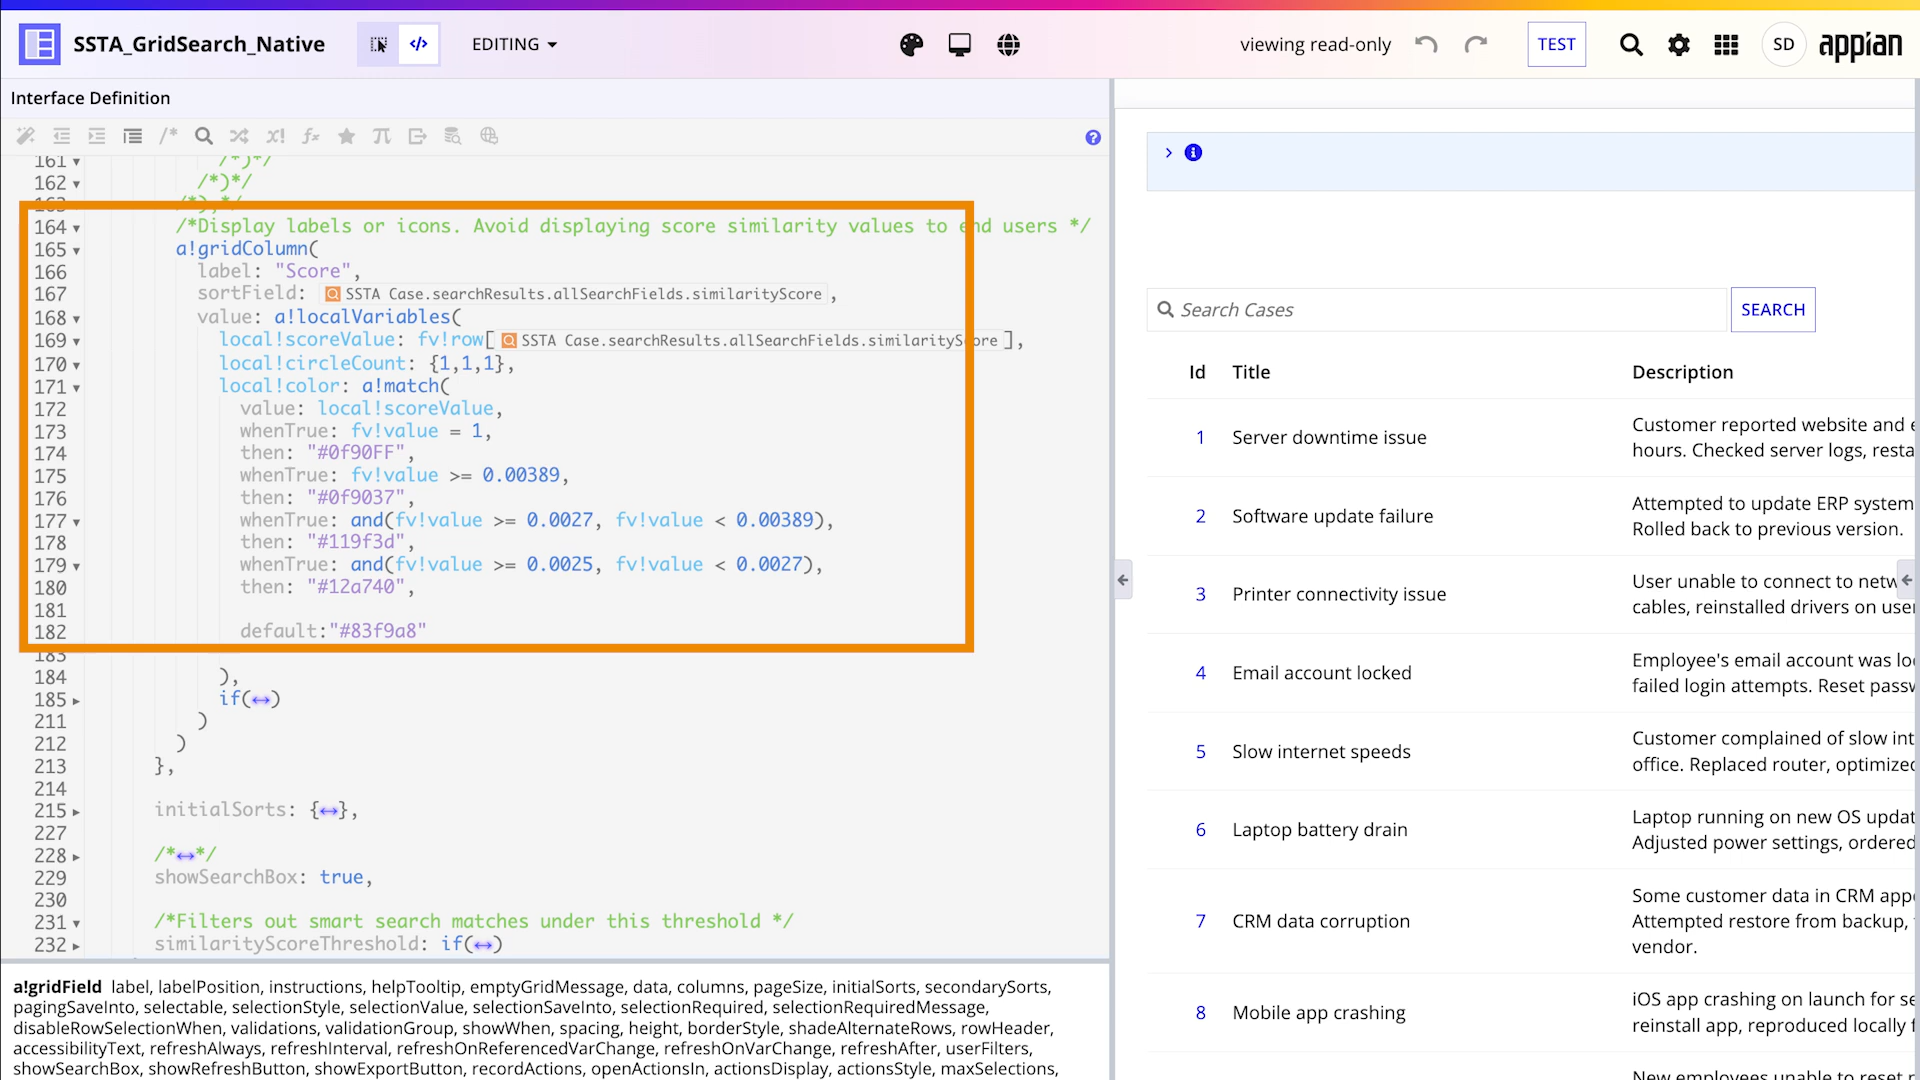 SSTA_GridSearch_Native
EDITING
viewing read-only
TEST
SD
appian
Interface Definition
161 /*)*/
162 /*)*/
163 /*),*/
164 /*Display labels or icons. Avoid displaying score similarity values to end users */
165 a!gridColumn(
166 label: "Score",
167 sortField: SSTA Case.searchResults.allSearchFields.similarityScore ,
168 value: a!localVariables(
169 local!scoreValue: fv!row[ SSTA Case.searchResults.allSearchFields.similarityScore ],
170 local!circleCount: {1,1,1},
171 local!color: a!match(
172 value: local!scoreValue,
173 whenTrue: fv!value = 1,
174 then: "#0f90FF",
175 whenTrue: fv!value >= 0.00389,
176 then: "#0f9037",
177 whenTrue: and(fv!value >= 0.0027, fv!value < 0.00389),
178 then: "#119f3d",
179 whenTrue: and(fv!value >= 0.0025, fv!value < 0.0027),
180 then: "#12a740",
181
182 default:"#83f9a8"
183
184 ),
185 if(↔)
211 )
212 )
213 },
214
215 initialSorts: {↔},
227
228 /*↔*/
229 showSearchBox: true,
230
231 /*Filters out smart search matches under this threshold */
232 similarityScoreThreshold: if(↔)
a!gridField label, labelPosition, instructions, helpTooltip, emptyGridMessage, data, columns, pageSize, initialSorts, secondarySorts,
pagingSaveInto, selectable, selectionStyle, selectionValue, selectionSaveInto, selectionRequired, selectionRequiredMessage,
disableRowSelectionWhen, validations, validationGroup, showWhen, spacing, height, borderStyle, shadeAlternateRows, rowHeader,
accessibilityText, refreshAlways, refreshInterval, refreshOnReferencedVarChange, refreshOnVarChange, refreshAfter, userFilters,
showSearchBox, showRefreshButton, showExportButton, recordActions, openActionsIn, actionsDisplay, actionsStyle, maxSelections,
Search Cases
SEARCH
Id Title Description
1 Server downtime issue Customer reported website and
hours. Checked server logs, resta
2 Software update failure Attempted to update ERP system
Rolled back to previous version.
3 Printer connectivity issue User unable to connect to netw
cables, reinstalled drivers on use
4 Email account locked Employee's email account was lo
failed login attempts. Reset passw
5 Slow internet speeds Customer complained of slow int
office. Replaced router, optimized
6 Laptop battery drain Laptop running on new OS updat
Adjusted power settings, ordered
7 CRM data corruption Some customer data in CRM app
Attempted restore from backup,
vendor.
8 Mobile app crashing iOS app crashing on launch for se
reinstall app, reproduced locally
New employees unable to reset